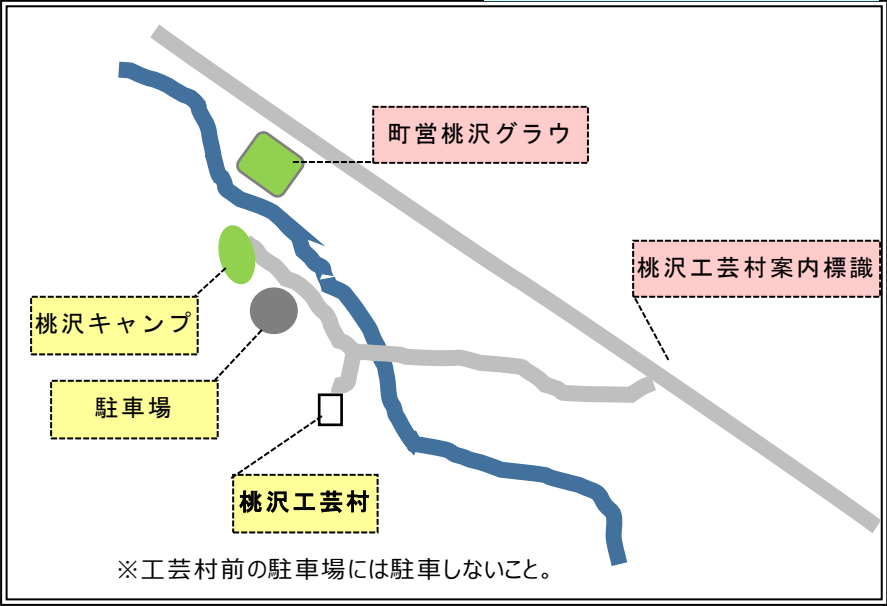 町営桃沢グラウ
桃沢工芸村案内標識
桃沢キャンプ
駐車場
桃沢工芸村
※工芸村前の駐車場には駐車しないこと。